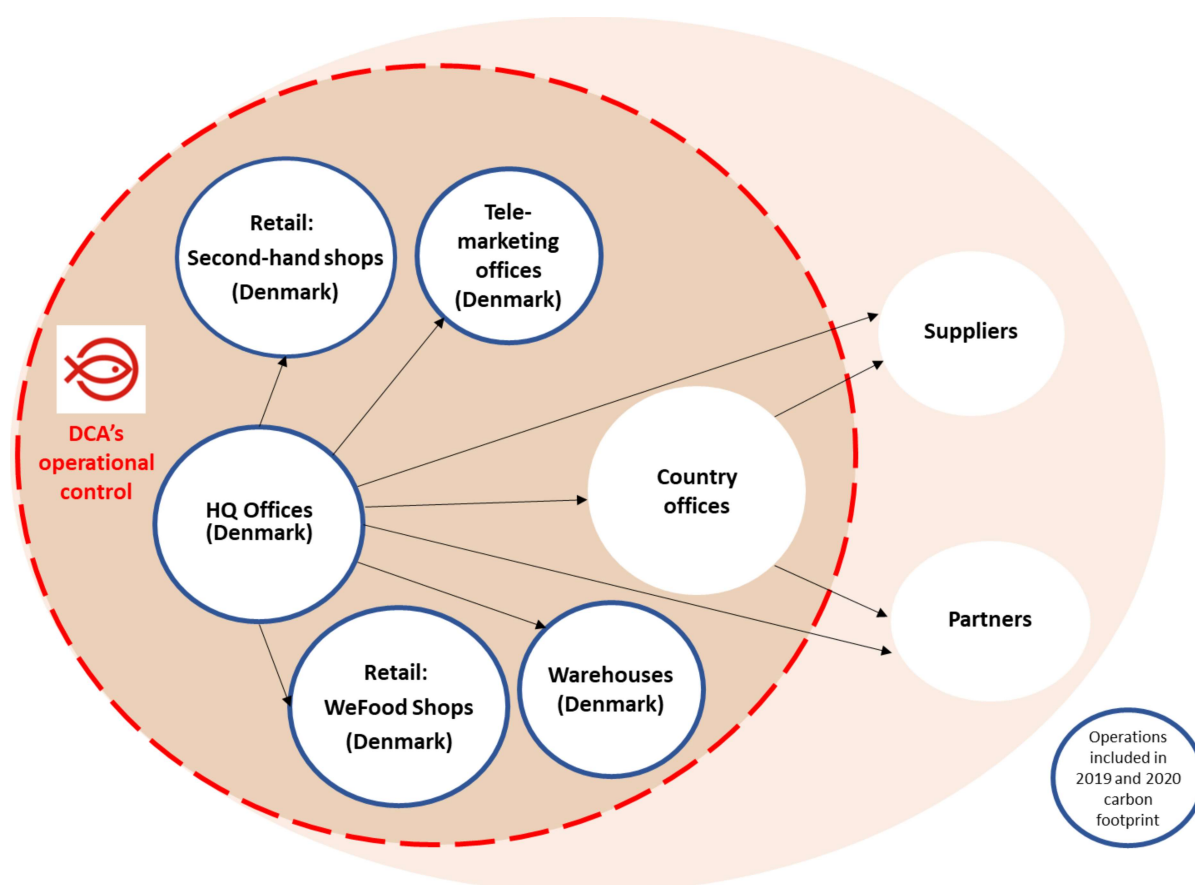 Retail:
Second-hand shops
(Denmark)
Tele-
marketing
offices
(Denmark)
Suppliers
DCA's
operational
control
HQ Offices
(Denmark)
Country
offices
Partners
Retail:
WeFood Shops
(Denmark)
Warehouses
(Denmark)
Operations
included in
2019 and 2020
carbon
footprint